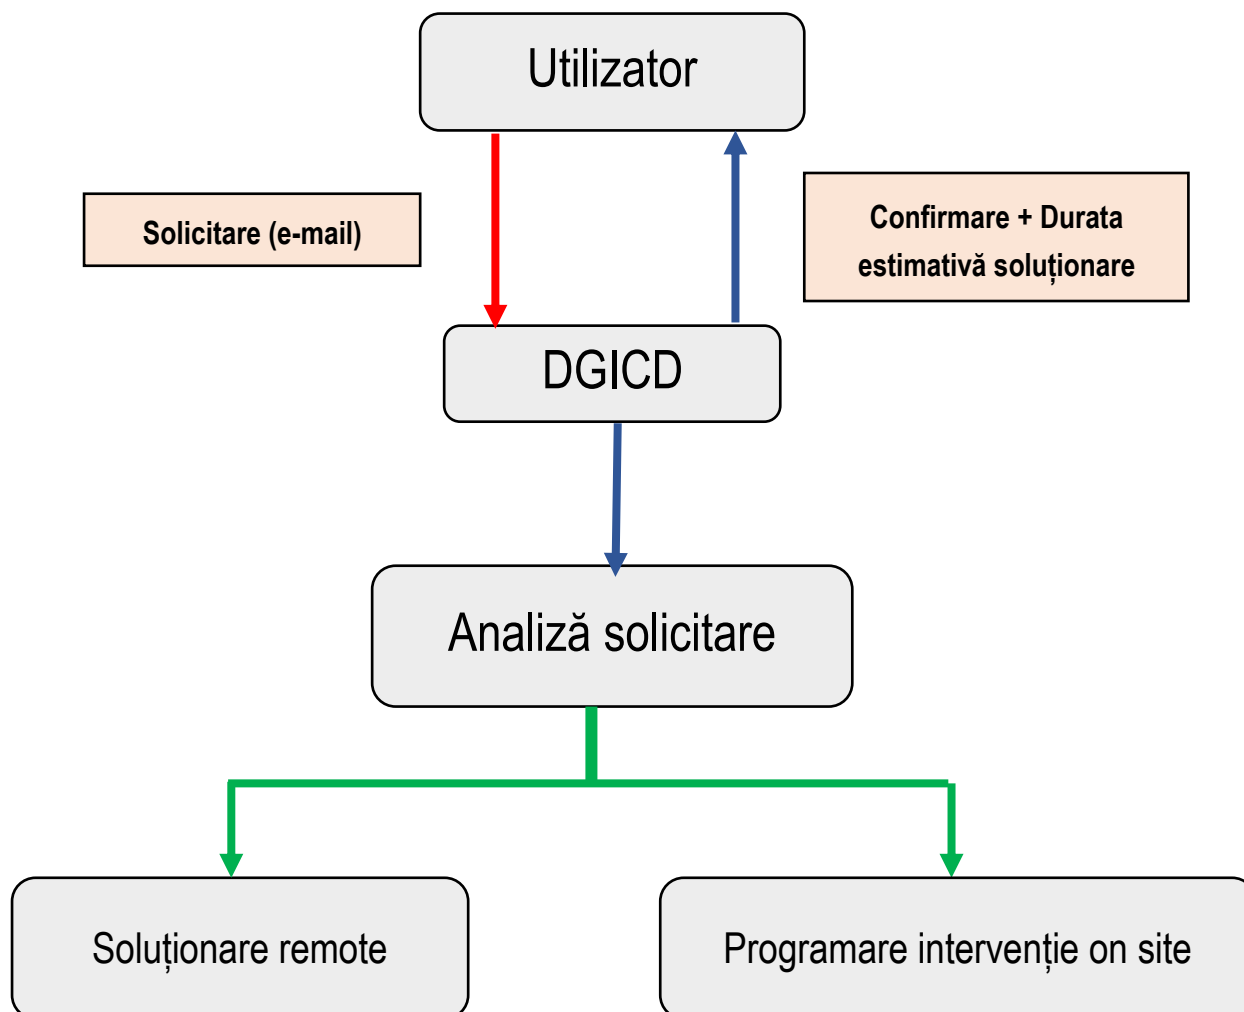 Utilizator
Solicitare (e-mail)
Confirmare + Durata
estimativă soluționare
DGICD
Analiză solicitare
Soluționare remote
Programare intervenție on site